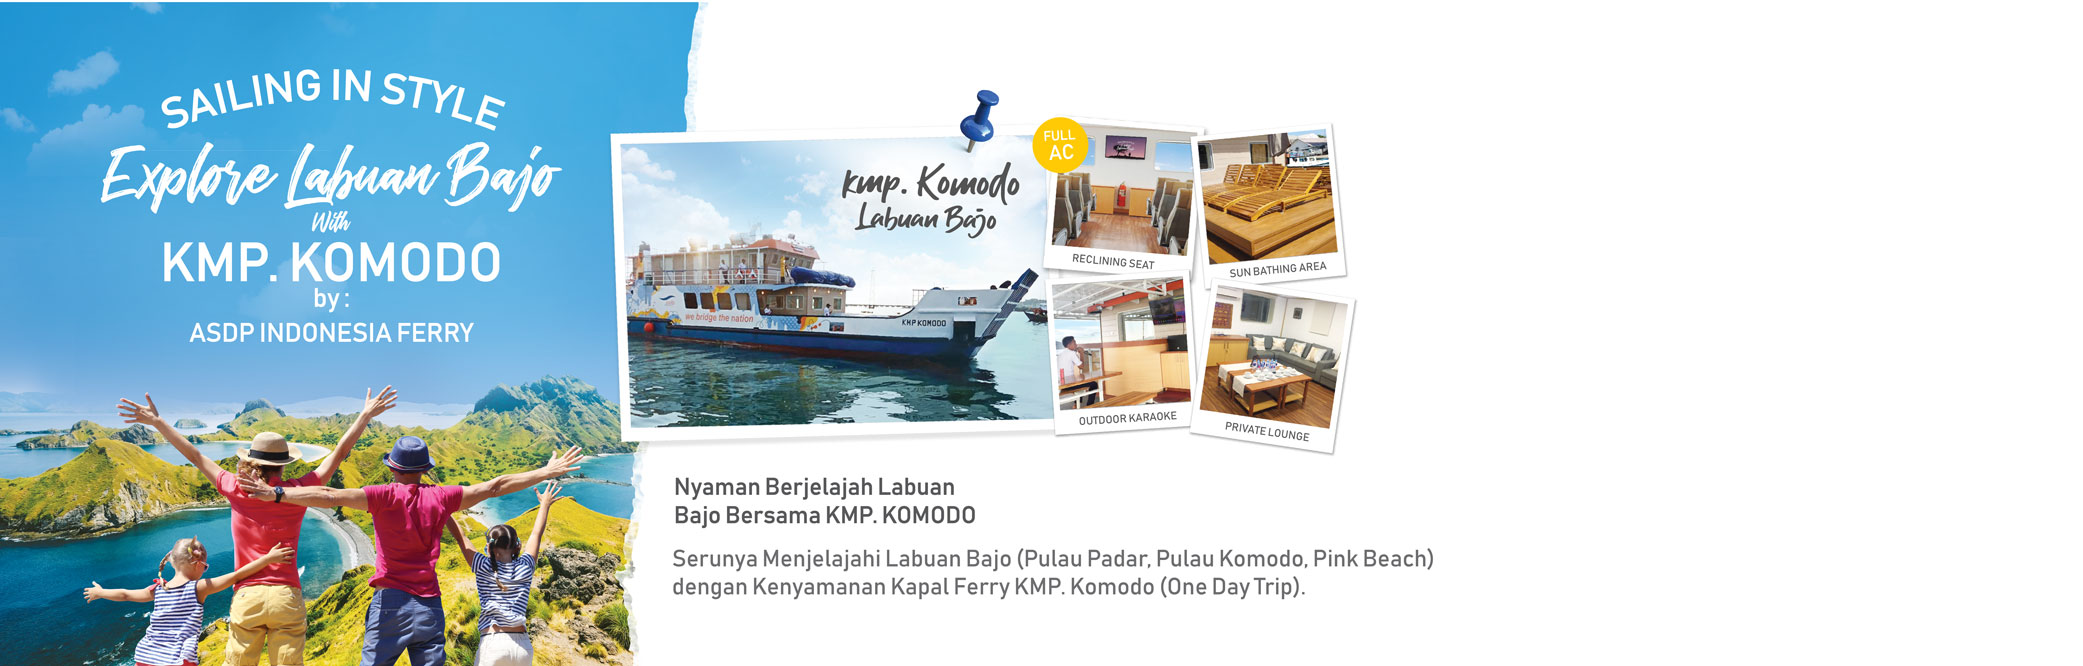 SAILING IN STYLE
Explore Labuan Bajo
With
KMP. KOMODO
by :
ASDP INDONESIA FERRY
kmp. Komodo
Labuan Bajo
we bridge the nation
KMP KOMODO
FULL
AC
RECLINING SEAT
SUN BATHING AREA
OUTDOOR KARAOKE
PRIVATE LOUNGE
Nyaman Berjelajah Labuan
Bajo Bersama KMP. KOMODO
Serunya Menjelajahi Labuan Bajo (Pulau Padar, Pulau Komodo, Pink Beach)
dengan Kenyamanan Kapal Ferry KMP. Komodo (One Day Trip).